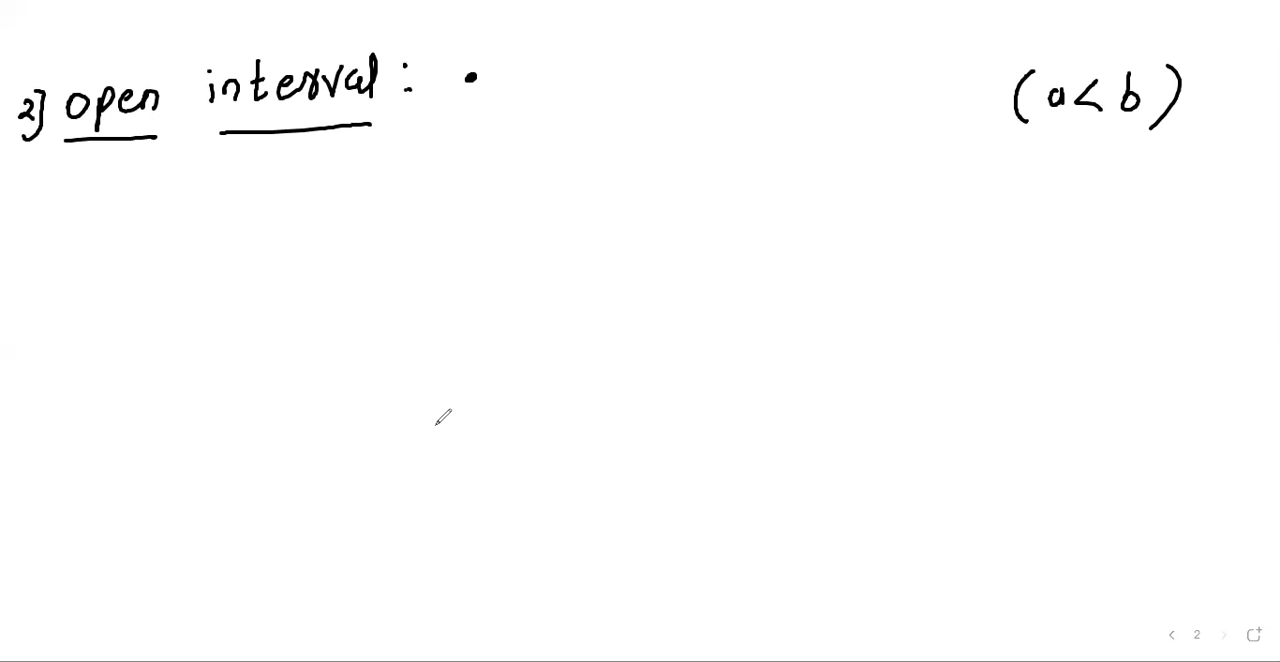 2] open interval : • (a < b)
2